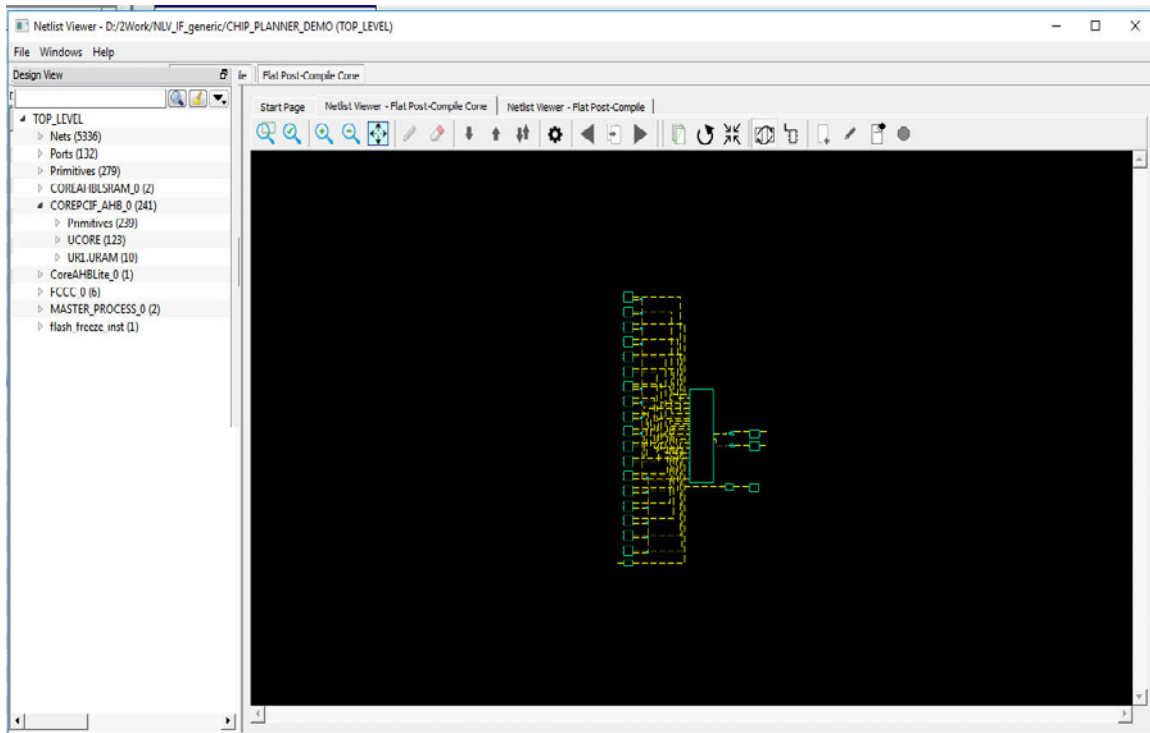 Netlist Viewer - D:/2Work/NLV_IF_generic/CHIP_PLANNER_DEMO (TOP_LEVEL)
File Windows Help
Design View
Flat Post-Compile Cone
Start Page Netlist Viewer - Flat Post-Compile Cone Netlist Viewer - Flat Post-Compile
TOP_LEVEL
Nets (5336)
Ports (132)
Primitives (279)
COREAHBLSRAM_0 (2)
COREPCIF_AHB_0 (241)
Primitives (239)
UCORE (123)
UR1.URAM (10)
CoreAHBLite_0 (1)
FCCC_0 (6)
MASTER_PROCESS_0 (2)
flash_freeze_inst (1)